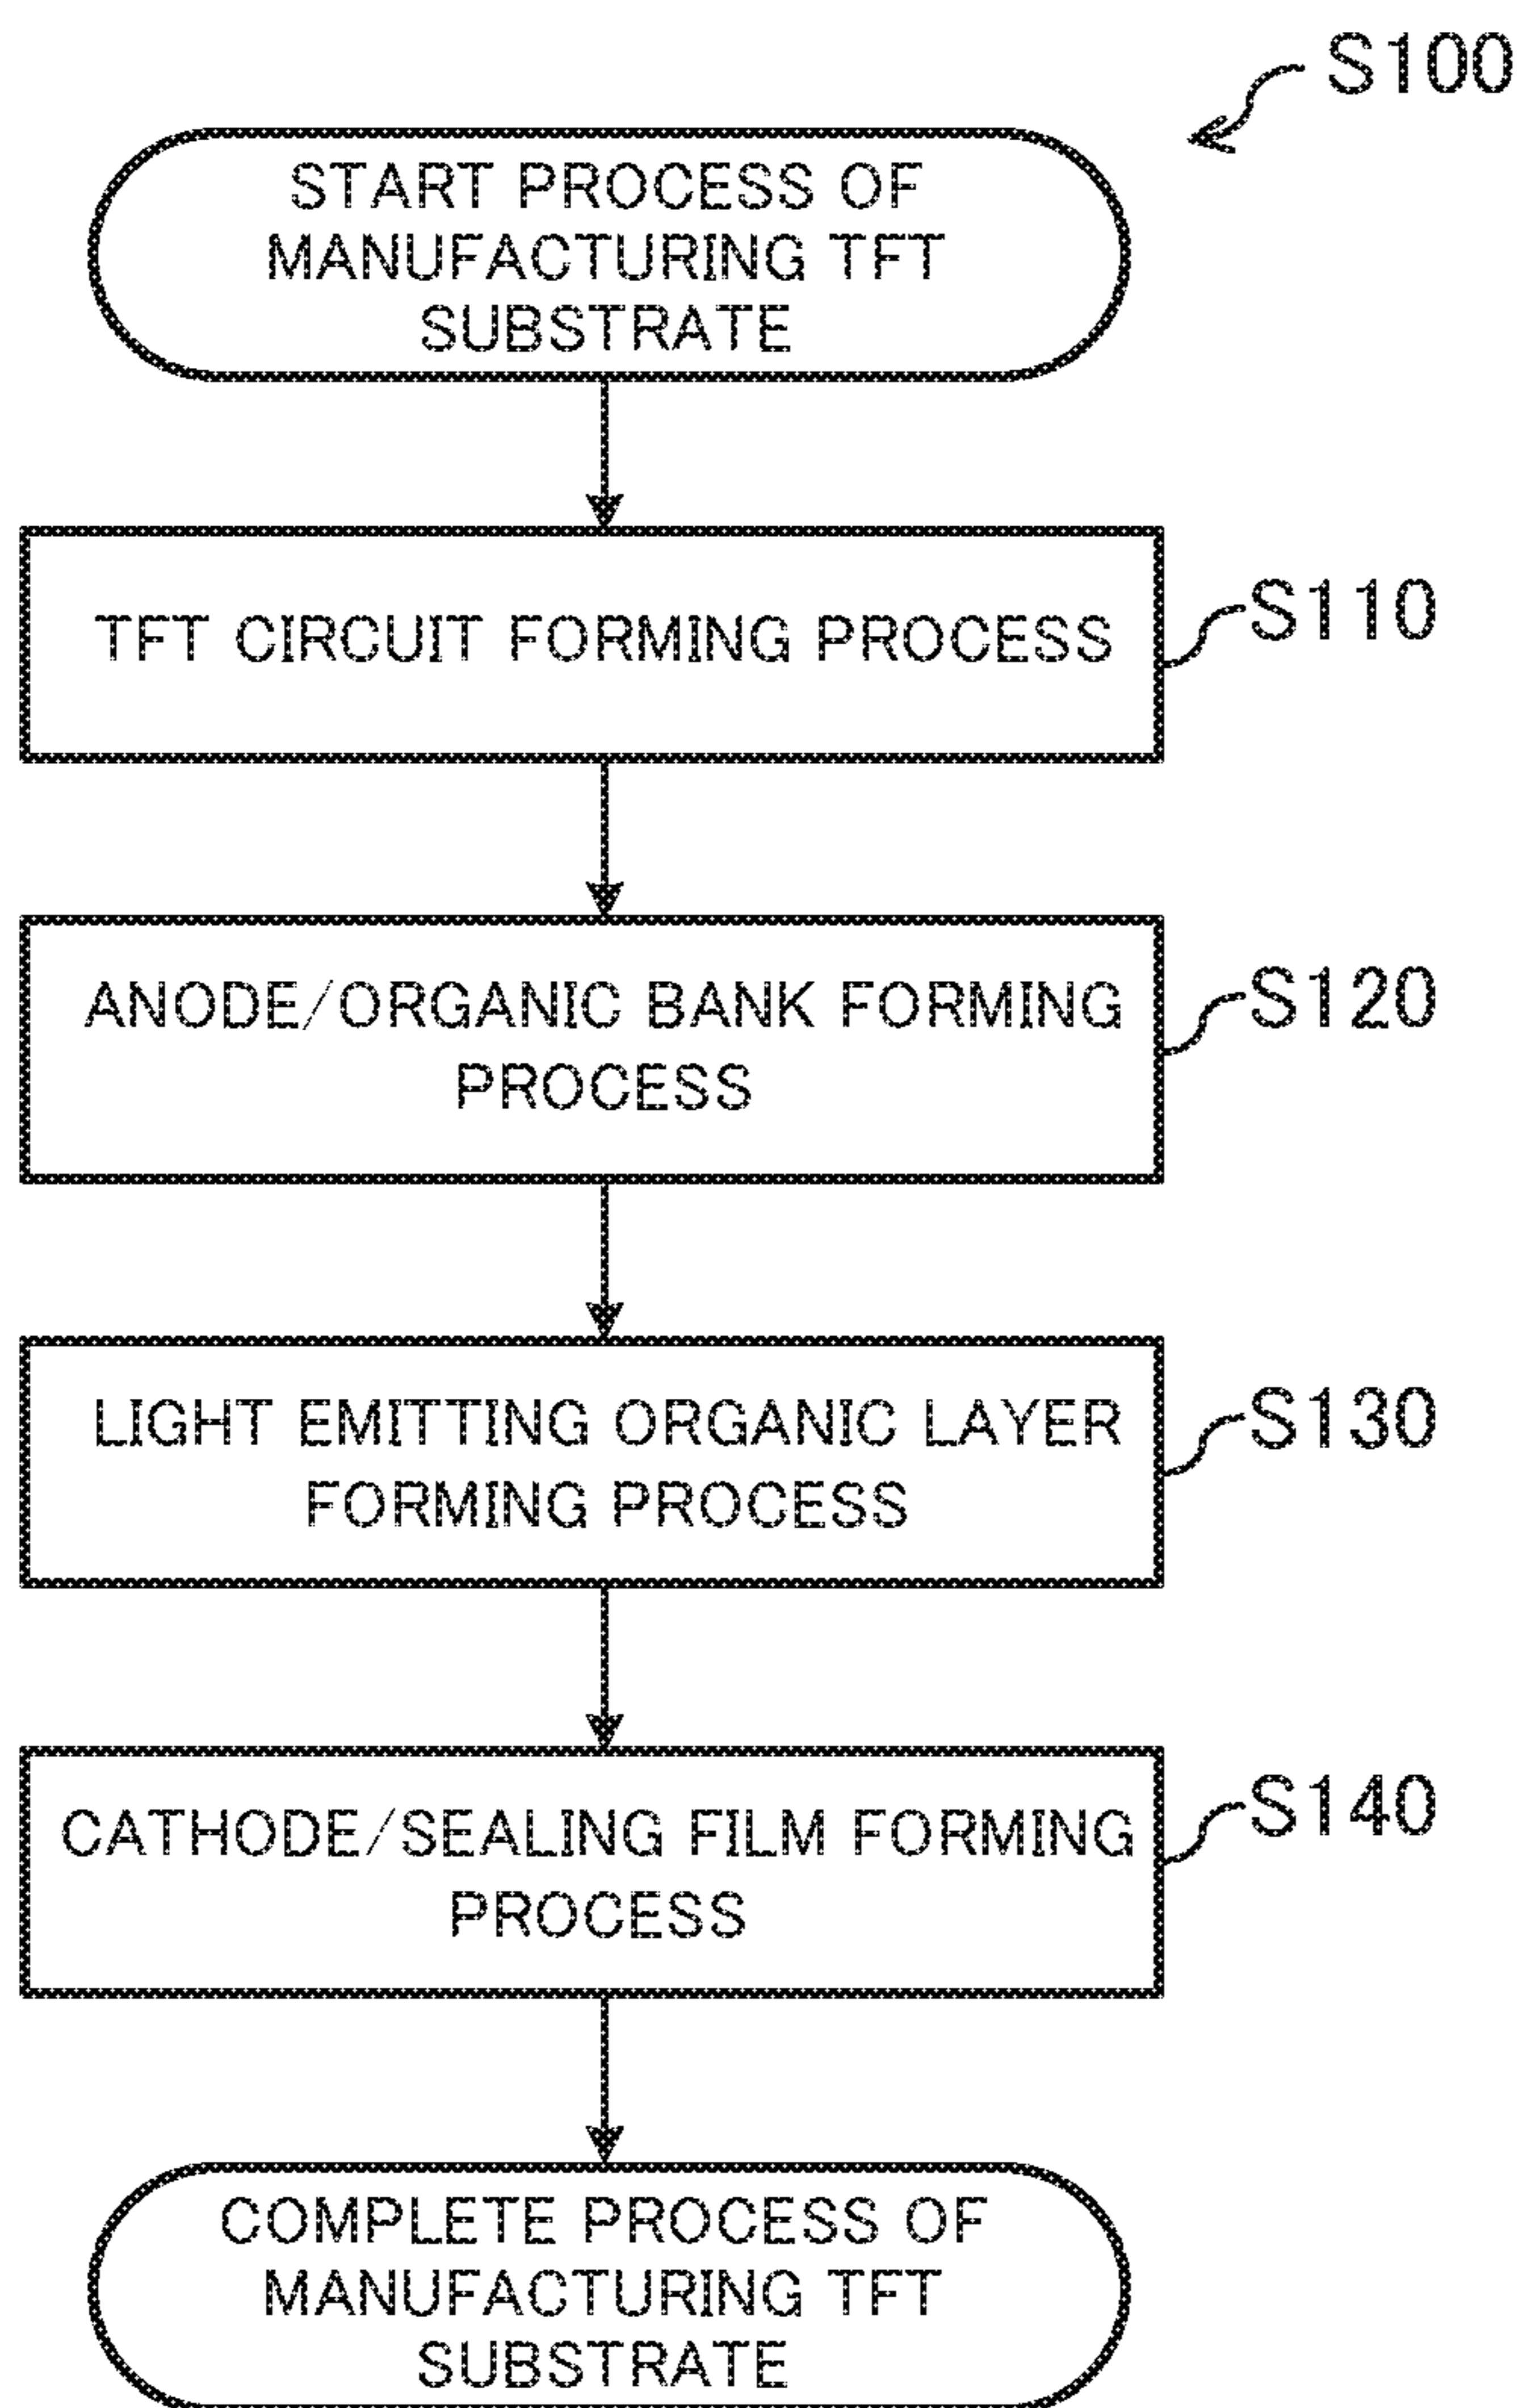 S100
START PROCESS OF
MANUFACTURING TFT
SUBSTRATE
TFT CIRCUIT FORMING PROCESS
S110
ANODE/ORGANIC BANK FORMING
PROCESS
S120
LIGHT EMITTING ORGANIC LAYER
FORMING PROCESS
S130
CATHODE/SEALING FILM FORMING
PROCESS
S140
COMPLETE PROCESS OF
MANUFACTURING TFT
SUBSTRATE